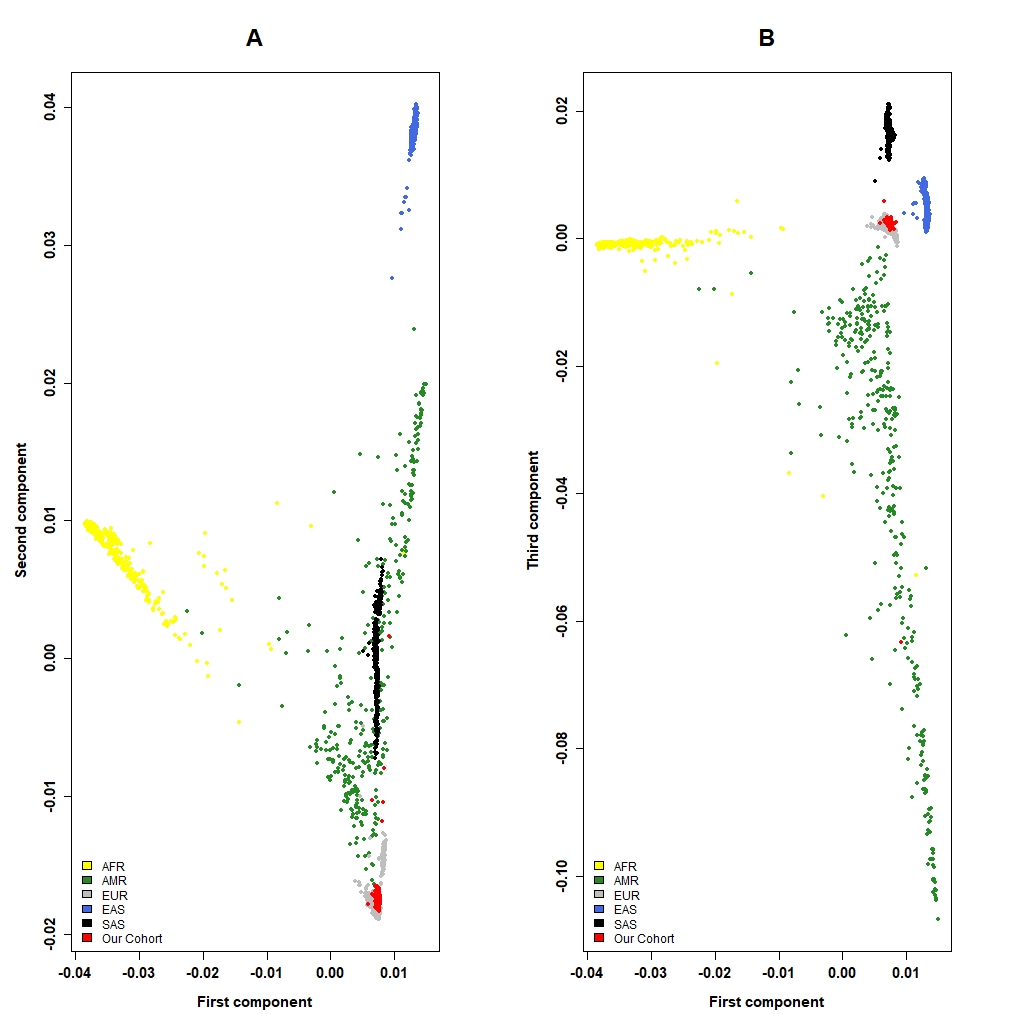 A
B
Second component
0.04
0.03
0.02
0.01
0.00
-0.01
-0.02
AFR
AMR
EUR
EAS
SAS
Our Cohort
-0.04
-0.03
-0.02
-0.01
0.00
0.01
First component
Third component
0.02
0.00
-0.02
-0.04
-0.06
-0.08
-0.10
AFR
AMR
EUR
EAS
SAS
Our Cohort
-0.04
-0.03
-0.02
-0.01
0.00
0.01
First component